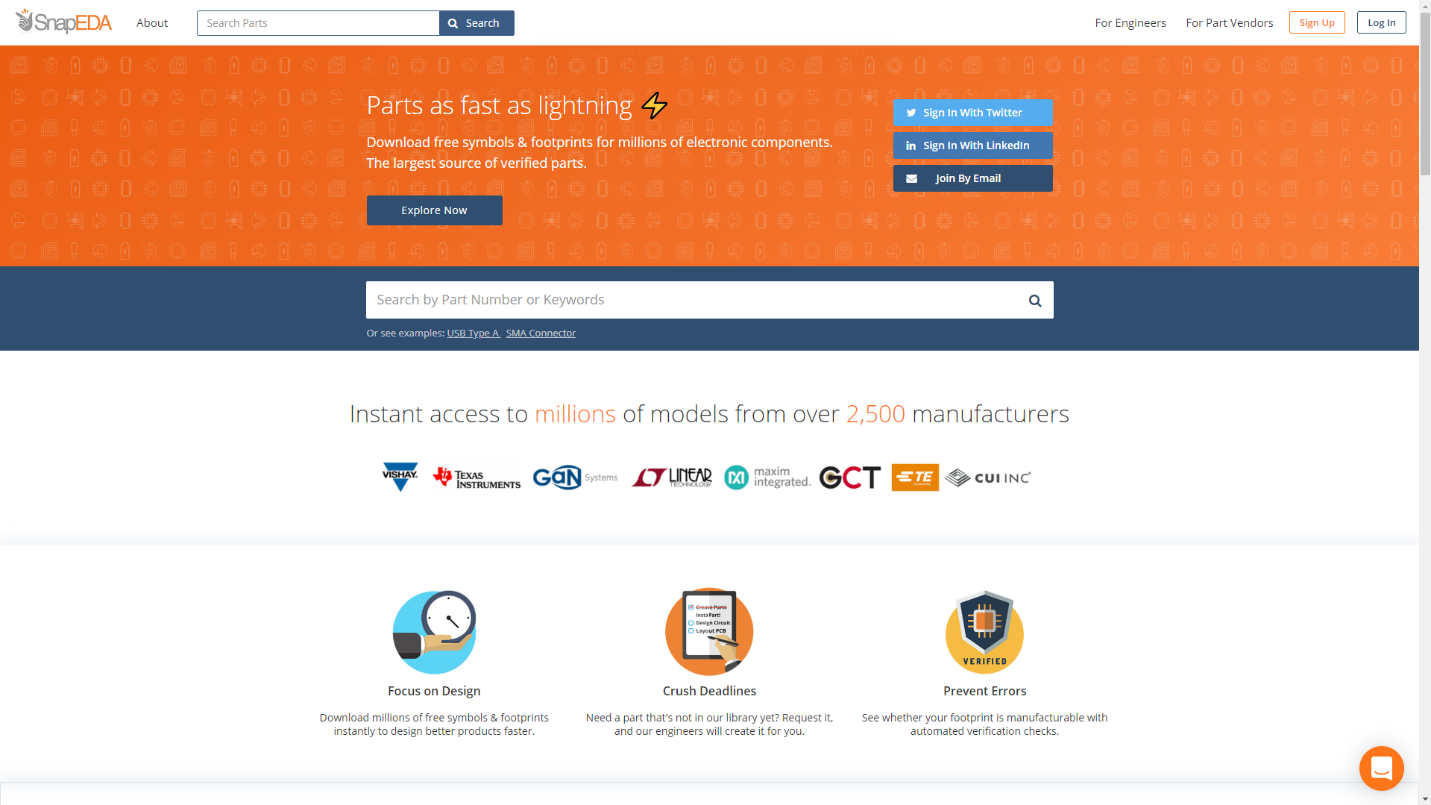 SnapEDA
About
Search Parts
Search
For Engineers
For Part Vendors
Sign Up
Log In
Parts as fast as lightning
Download free symbols & footprints for millions of electronic components.
The largest source of verified parts.
Explore Now
Sign In With Twitter
in Sign In With LinkedIn
Join By Email
Search by Part Number or Keywords
Or see examples: USB Type A SMA Connector
Instant access to millions of models from over 2,500 manufacturers
VISHAY.
TEXAS
INSTRUMENTS
GaN Systems
LT LINEAR
TECHNOLOGY
maxim
integrated.
GCT
TE
CUI INC
Create Parts
InstaPart!
Design Circuit
Layout PCB
VERIFIED
Focus on Design
Download millions of free symbols & footprints
instantly to design better products faster.
Crush Deadlines
Need a part that's not in our library yet? Request it,
and our engineers will create it for you.
Prevent Errors
See whether your footprint is manufacturable with
automated verification checks.